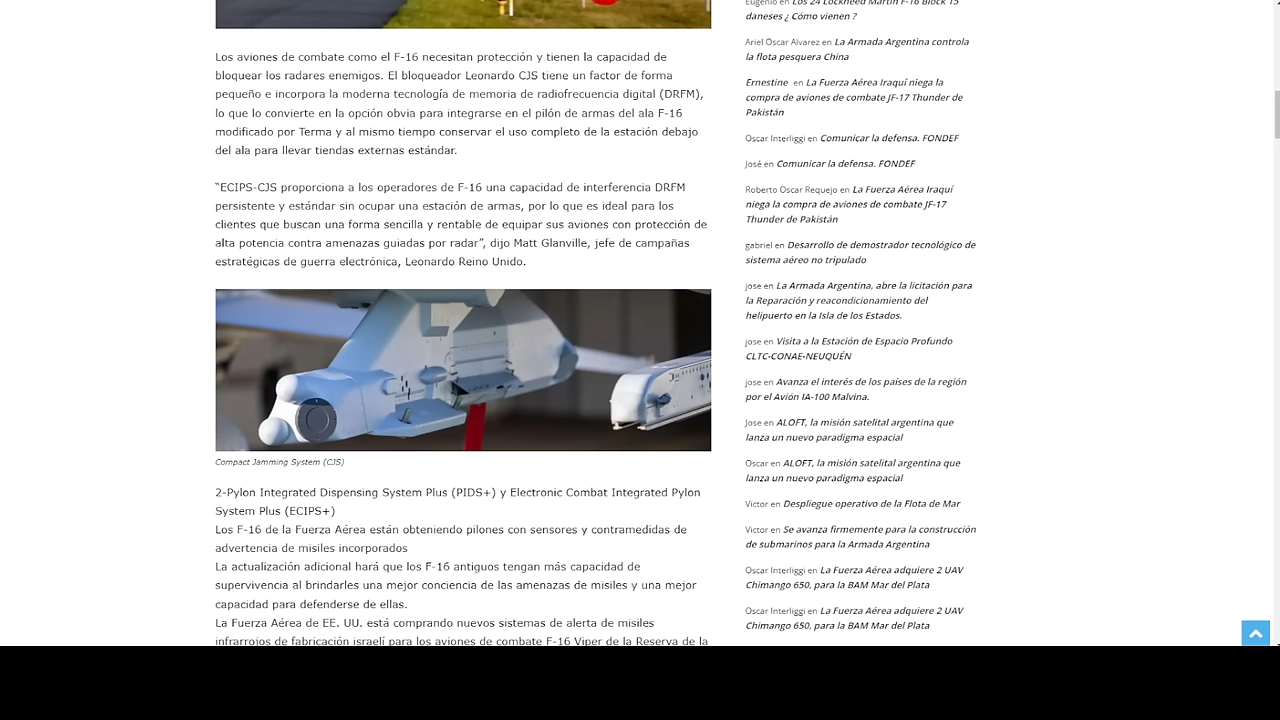 Los aviones de combate como el F-16 necesitan protección y tienen la capacidad de
bloquear los radares enemigos. El bloqueador Leonardo CJS tiene un factor de forma
pequeño e incorpora la moderna tecnología de memoria de radiofrecuencia digital (DRFM),
lo que lo convierte en la opción obvia para integrarse en el pilón de armas del ala F-16
modificado por Terma y al mismo tiempo conservar el uso completo de la estación debajo
del ala para llevar tiendas externas estándar.
“ECIPS-CJS proporciona a los operadores de F-16 una capacidad de interferencia DRFM
persistente y estándar sin ocupar una estación de armas, por lo que es ideal para los
clientes que buscan una forma sencilla y rentable de equipar sus aviones con protección de
alta potencia contra amenazas guiadas por radar”, dijo Matt Glanville, jefe de campañas
estratégicas de guerra electrónica, Leonardo Reino Unido.
Compact Jamming System (CJS)
2-Pylon Integrated Dispensing System Plus (PIDS+) y Electronic Combat Integrated Pylon
System Plus (ECIPS+)
Los F-16 de la Fuerza Aérea están obteniendo pilones con sensores y contramedidas de
advertencia de misiles incorporados
La actualización adicional hará que los F-16 antiguos tengan más capacidad de
supervivencia al brindarles una mejor conciencia de las amenazas de misiles y una mejor
capacidad para defenderse de ellas.
La Fuerza Aérea de EE. UU. está comprando nuevos sistemas de alerta de misiles
infrarrojos de fabricación israelí para los aviones de combate F-16 Viper de la Reserva de la
Eugenio en Los 24 Lockheed Martin F-16 Block 15
daneses ¿ Cómo vienen ?
Ariel Oscar Alvarez en La Armada Argentina controla
la flota pesquera China
Ernestine en La Fuerza Aérea Iraquí niega la
compra de aviones de combate JF-17 Thunder de
Pakistán
Oscar Interliggi en Comunicar la defensa. FONDEF
José en Comunicar la defensa. FONDEF
Roberto Oscar Requejo en La Fuerza Aérea Iraquí
niega la compra de aviones de combate JF-17
Thunder de Pakistán
gabriel en Desarrollo de demostrador tecnológico de
sistema aéreo no tripulado
jose en La Armada Argentina, abre la licitación para
la Reparación y reacondicionamiento del
helipuerto en la Isla de los Estados.
jose en Visita a la Estación de Espacio Profundo
CLTC-CONAE-NEUQUÉN
jose en Avanza el interés de los países de la región
por el Avión IA-100 Malvina.
Jose en ALOFT, la misión satelital argentina que
lanza un nuevo paradigma espacial
Oscar en ALOFT, la misión satelital argentina que
lanza un nuevo paradigma espacial
Victor en Despliegue operativo de la Flota de Mar
Victor en Se avanza firmemente para la construcción
de submarinos para la Armada Argentina
Oscar Interliggi en La Fuerza Aérea adquiere 2 UAV
Chimango 650, para la BAM Mar del Plata
Oscar Interliggi en La Fuerza Aérea adquiere 2 UAV
Chimango 650, para la BAM Mar del Plata